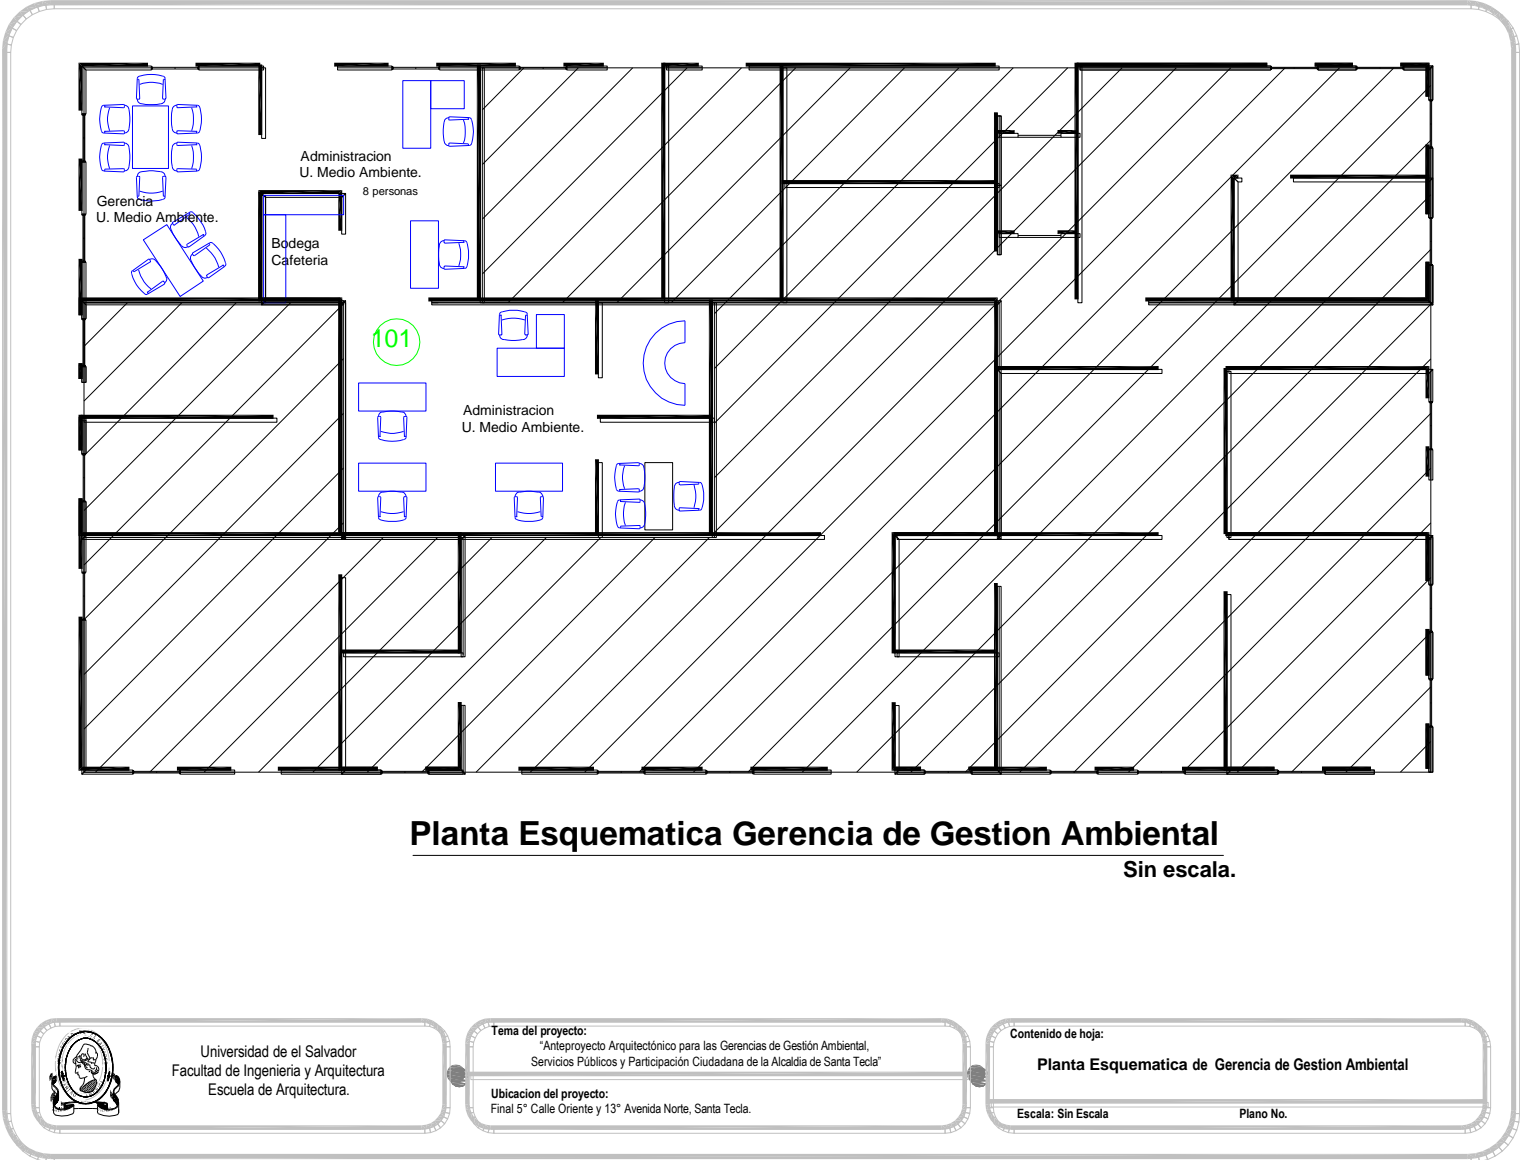 Administracion
U. Medio Ambiente.
8 personas
Gerencia
U. Medio Ambiente.
Bodega
Cafeteria
101
Administracion
U. Medio Ambiente.
Planta Esquematica Gerencia de Gestion Ambiental
Sin escala.
Universidad de el Salvador
Facultad de Ingenieria y Arquitectura
Escuela de Arquitectura.
Tema del proyecto:
“Anteproyecto Arquitectónico para las Gerencias de Gestión Ambiental,
Servicios Públicos y Participación Ciudadana de la Alcaldia de Santa Tecla”
Ubicacion del proyecto:
Final 5° Calle Oriente y 13° Avenida Norte, Santa Tecla.
Contenido de hoja:
Planta Esquematica de Gerencia de Gestion Ambiental
Escala: Sin Escala
Plano No.